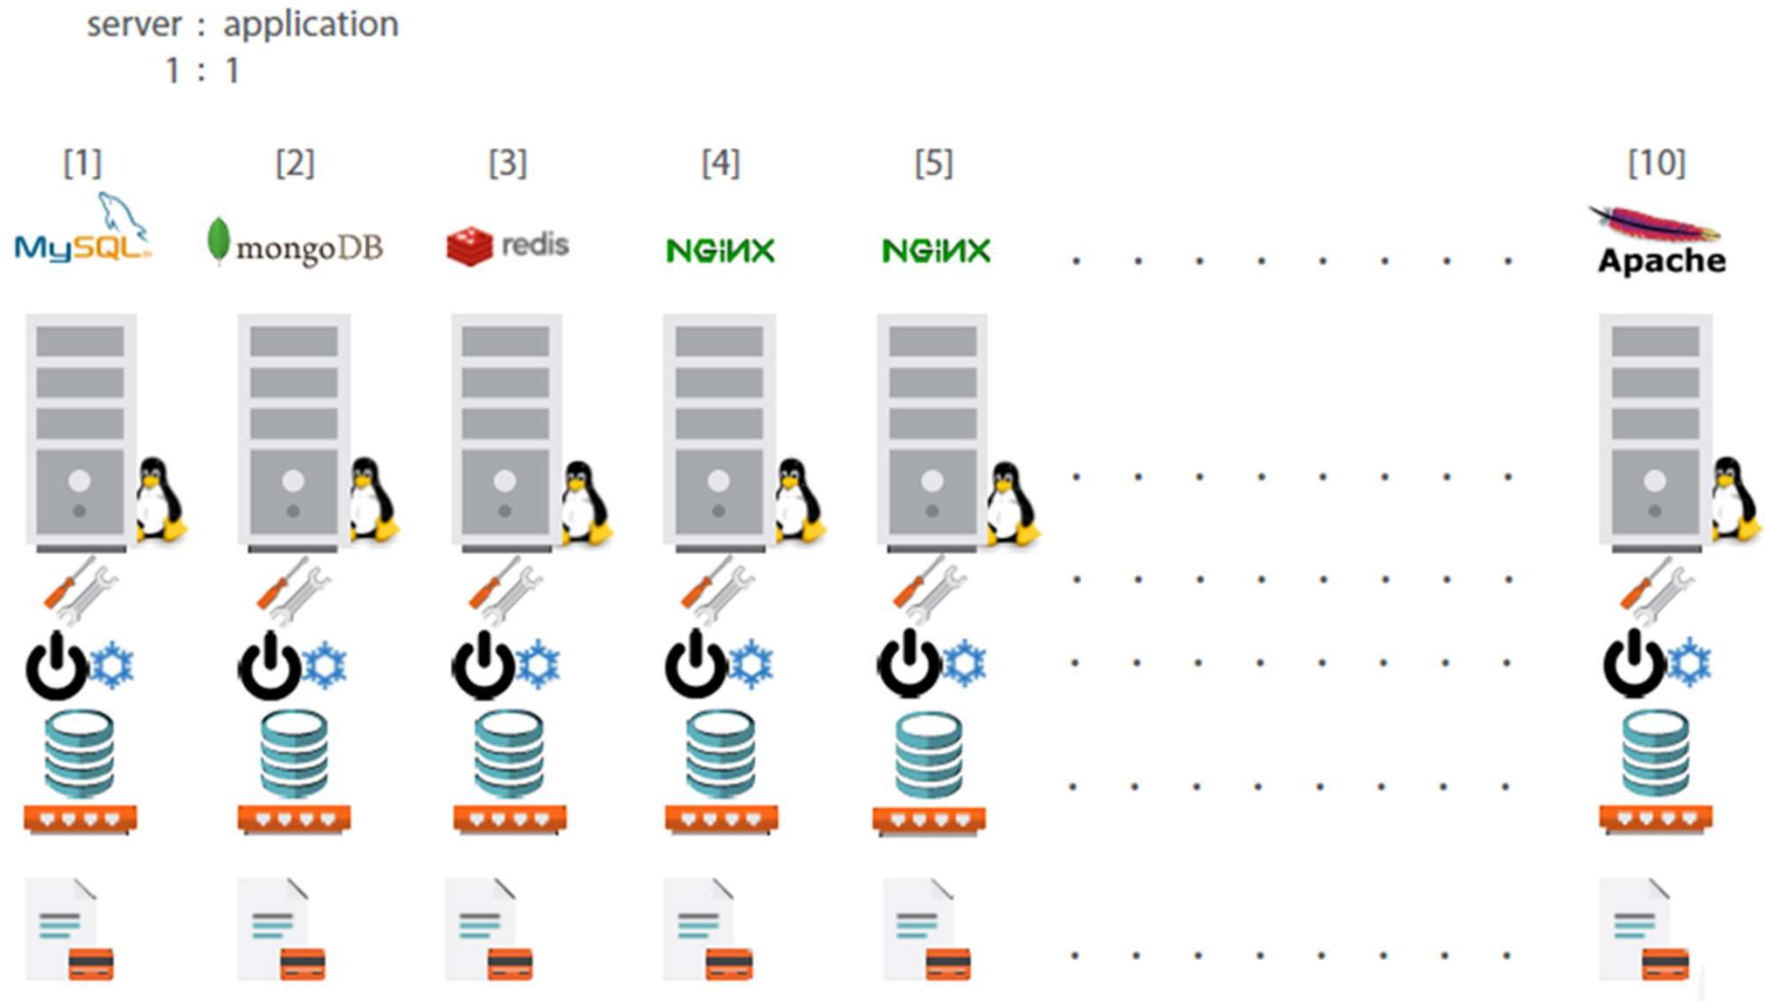 server : application
1 : 1
[1] [2] [3] [4] [5] [10]
MySQL mongoDB redis NGiNX NGiNX Apache